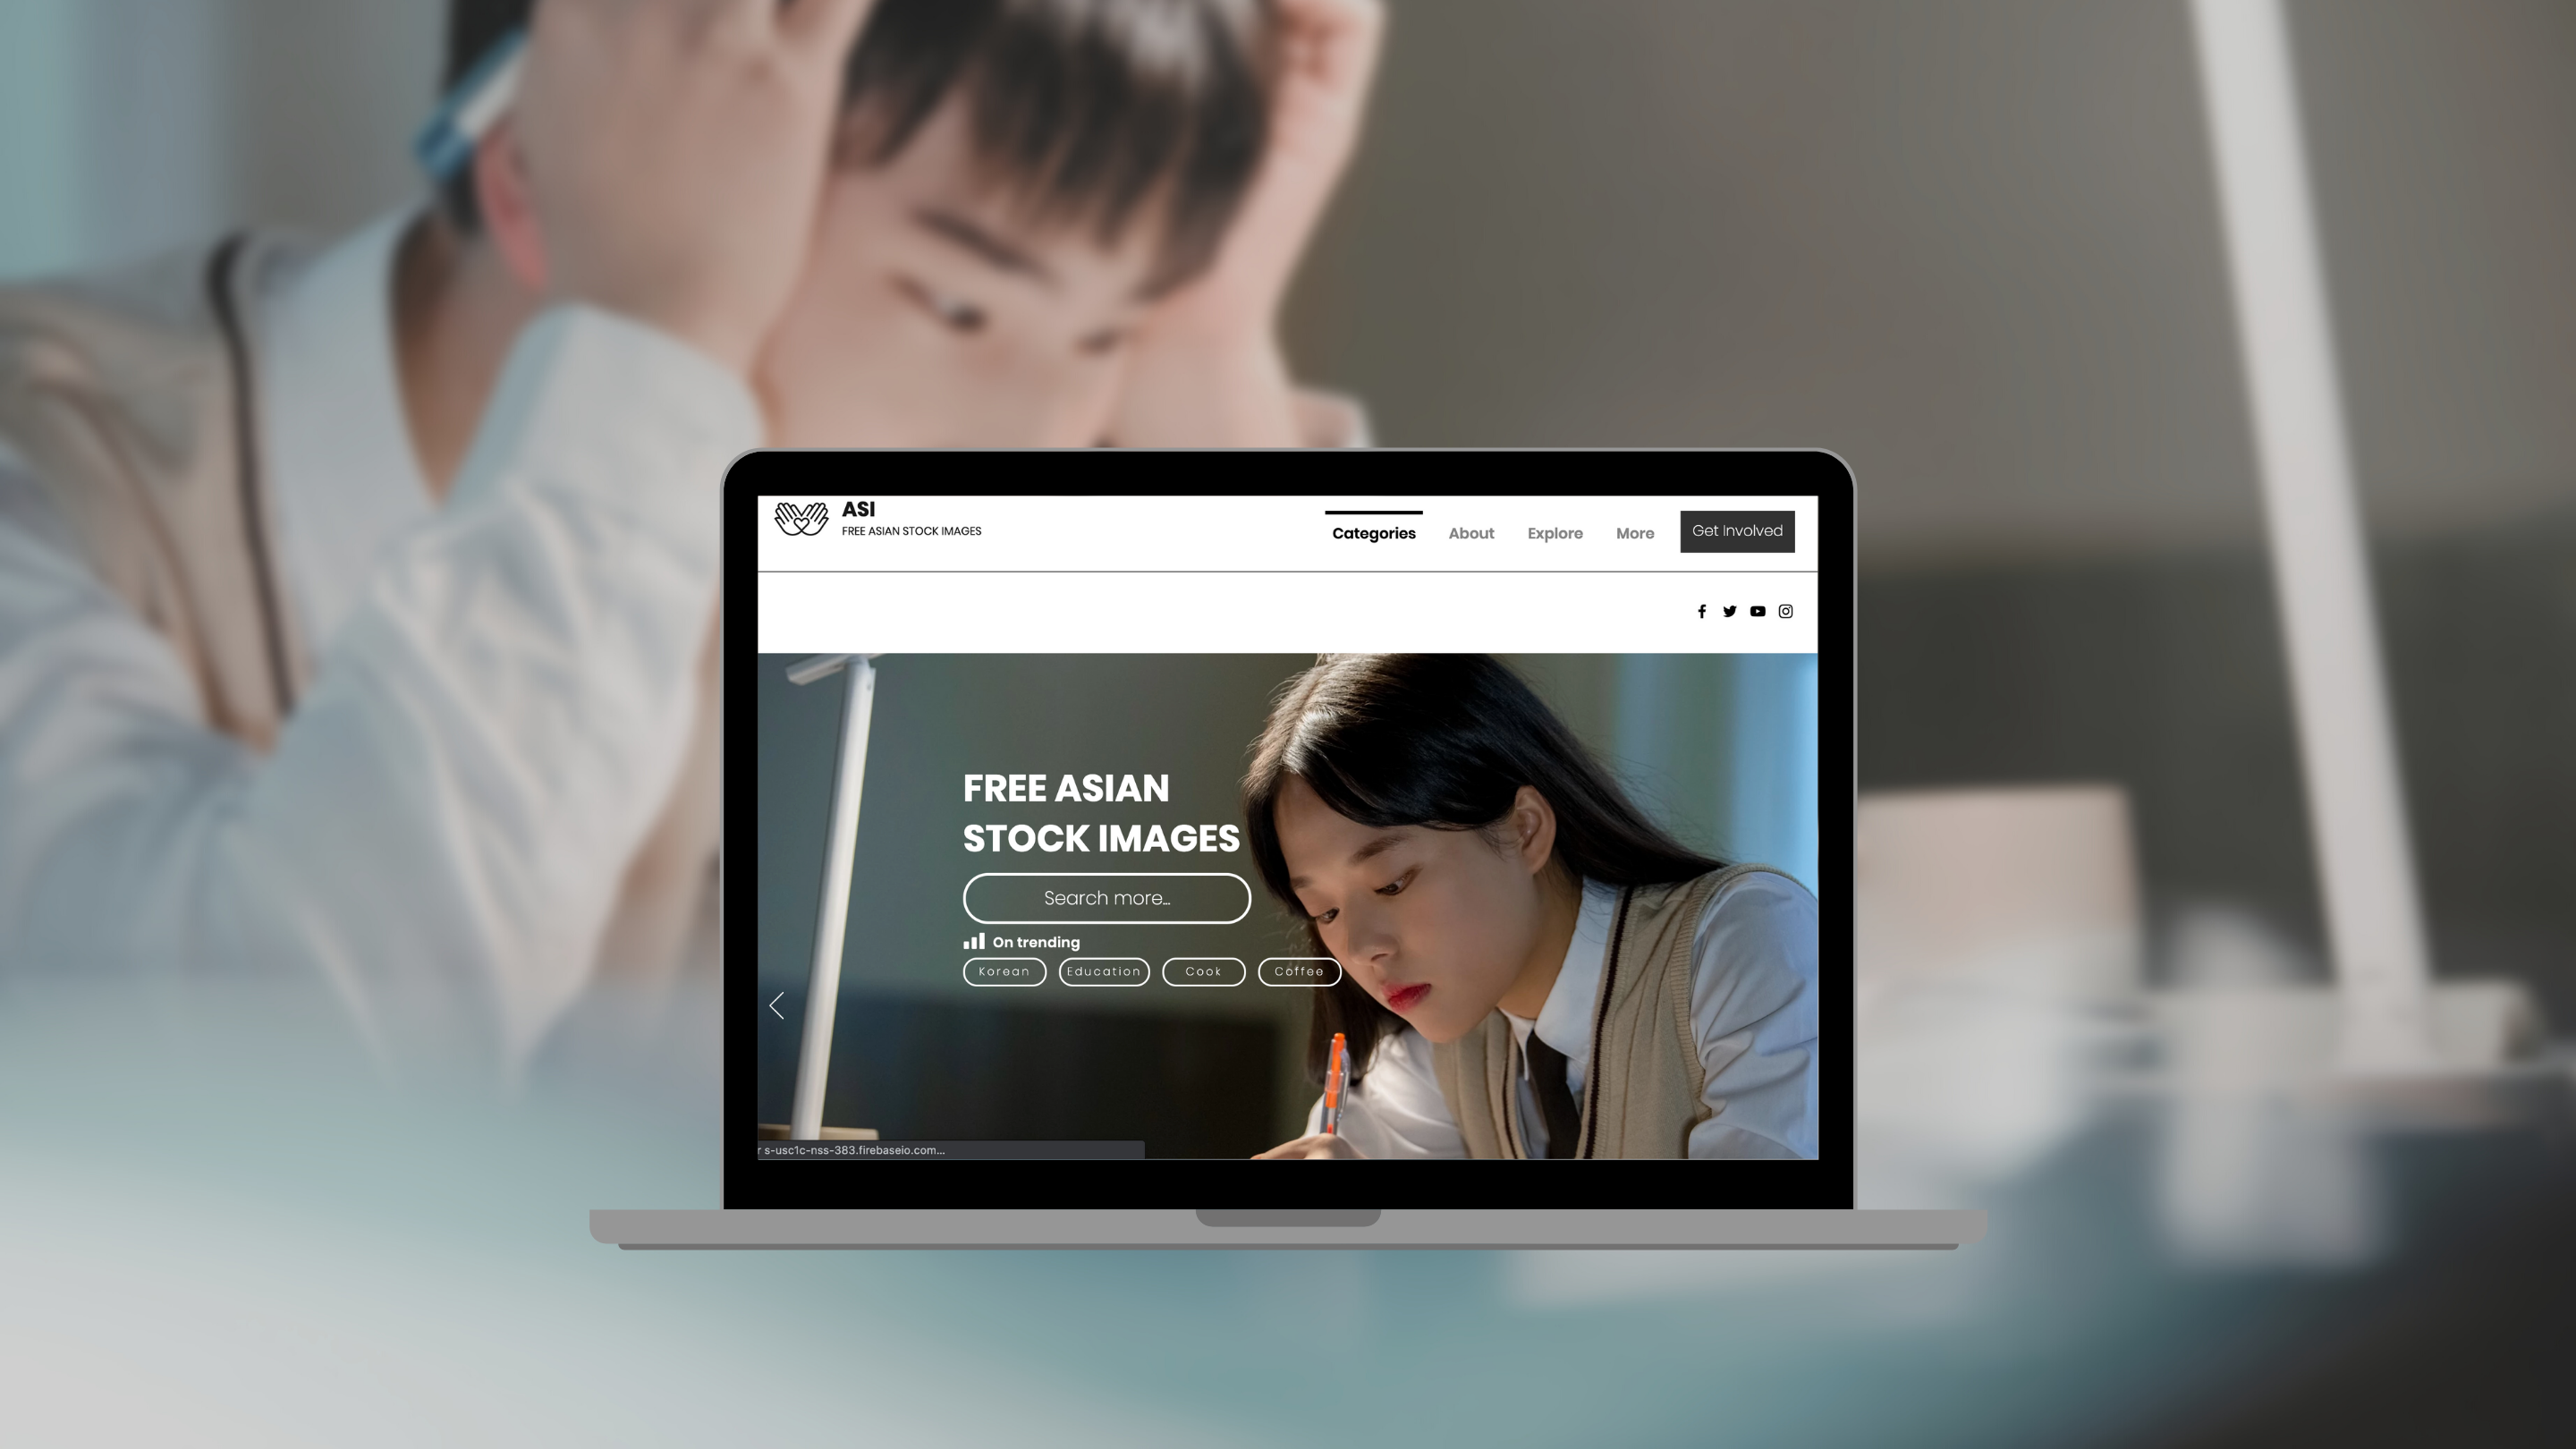 ASI
FREE ASIAN STOCK IMAGES
Categories About Explore More Get Involved
FREE ASIAN
STOCK IMAGES
Search more...
On trending
Korean Education Cook Coffee
r s-usc1c-nss-383.firebaseio.com...